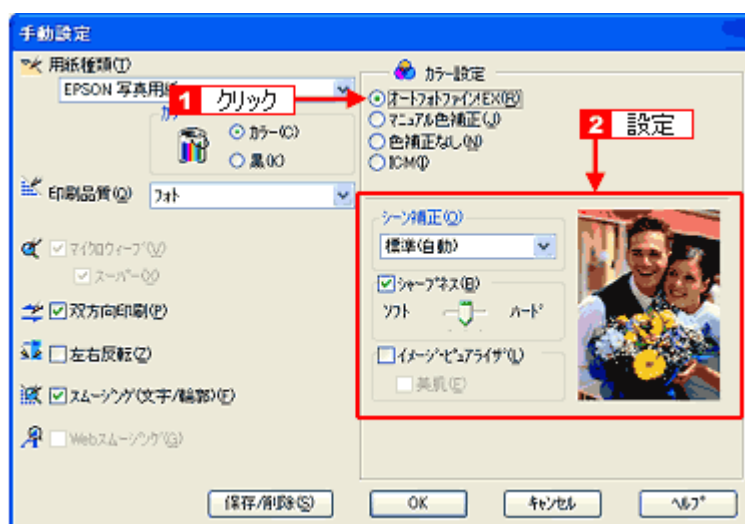 手動設定
用紙種類(T)
EPSON 写真用紙
1 クリック
カラー
カラー(C)
黒(K)
印刷品質(Q) フォト
マイクロウィーブ(V)
スーパー(X)
双方向印刷(P)
左右反転(Z)
スムージング(文字/輪郭)(E)
Webスムージング(G)
カラー設定
オートフォトファイン!EX(R)
マニュアル色補正(J)
色補正なし(N)
ICM(I)
2 設定
シーン補正(O)
標準(自動)
シャープネス(B)
ソフト ハード
イメージ・ピュアライザ(L)
美肌(E)
保存/削除(S) OK キャンセル ヘルプ